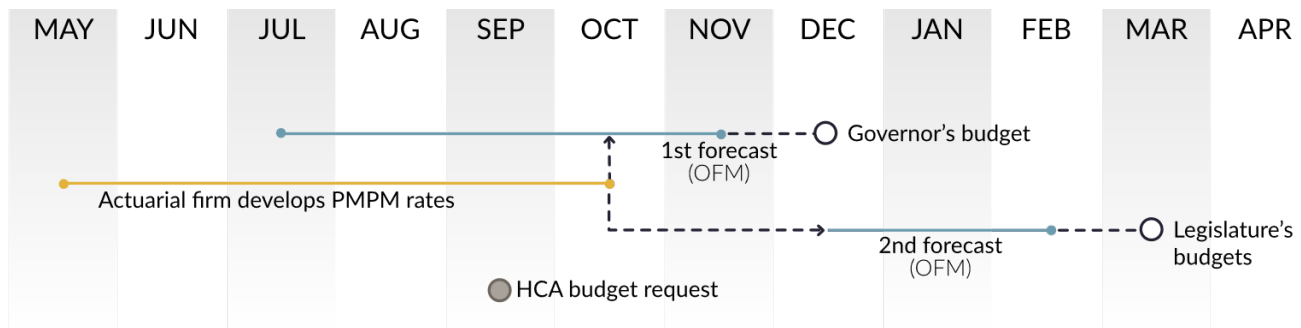 MAY JUN JUL AUG SEP OCT NOV DEC JAN FEB MAR APR
Governor’s budget
1st forecast
(OFM)
Actuarial firm develops PMPM rates
Legislature’s
budgets
2nd forecast
(OFM)
HCA budget request